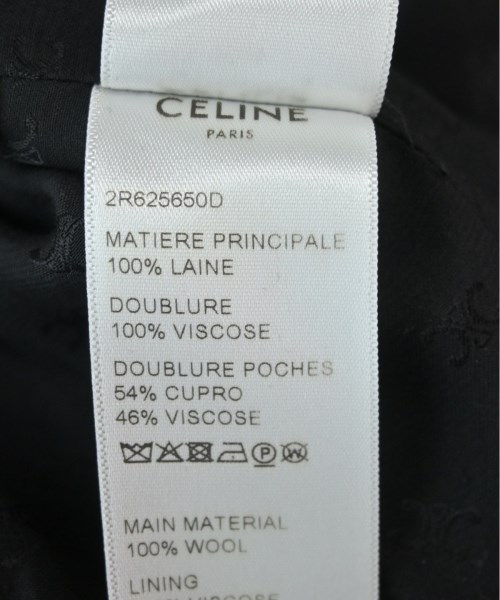 CELINE
PARIS
2R625650D
MATIERE PRINCIPALE
100% LAINE
DOUBLURE
100% VISCOSE
DOUBLURE POCHES
54% CUPRO
46% VISCOSE
MAIN MATERIAL
100% WOOL
LINING
VISCOSE